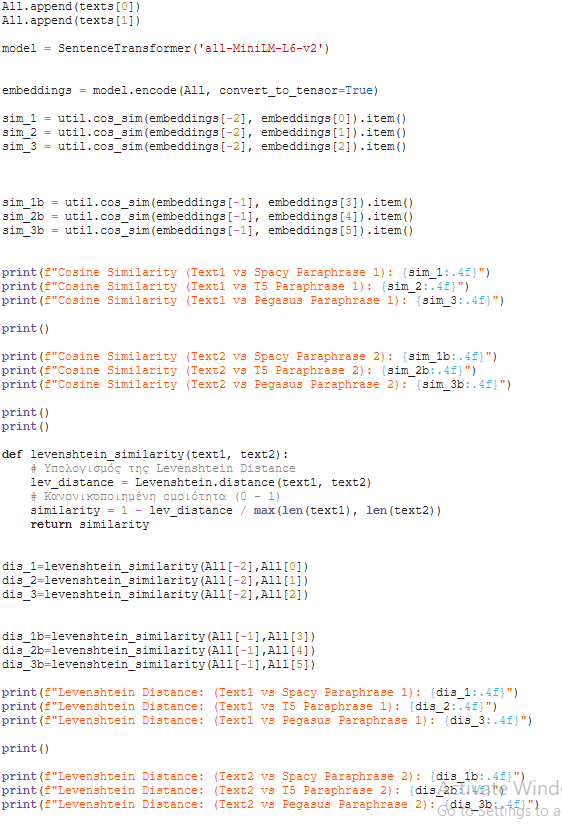 All.append(texts[0])
All.append(texts[1])
model = SentenceTransformer('all-MiniLM-L6-v2')
embeddings = model.encode(All, convert_to_tensor=True)
sim_1 = util.cos_sim(embeddings[-2], embeddings[0]).item()
sim_2 = util.cos_sim(embeddings[-2], embeddings[1]).item()
sim_3 = util.cos_sim(embeddings[-2], embeddings[2]).item()
sim_1b = util.cos_sim(embeddings[-1], embeddings[3]).item()
sim_2b = util.cos_sim(embeddings[-1], embeddings[4]).item()
sim_3b = util.cos_sim(embeddings[-1], embeddings[5]).item()
print(f"Cosine Similarity (Text1 vs Spacy Paraphrase 1): {sim_1:.4f}")
print(f"Cosine Similarity (Text1 vs T5 Paraphrase 1): {sim_2:.4f}")
print(f"Cosine Similarity (Text1 vs Pegasus Paraphrase 1): {sim_3:.4f}")
print()
print(f"Cosine Similarity (Text2 vs Spacy Paraphrase 2): {sim_1b:.4f}")
print(f"Cosine Similarity (Text2 vs T5 Paraphrase 2): {sim_2b:.4f}")
print(f"Cosine Similarity (Text2 vs Pegasus Paraphrase 2): {sim_3b:.4f}")
print()
print()
def levenshtein_similarity(text1, text2):
    # Υπολογισμός της Levenshtein Distance
    lev_distance = Levenshtein.distance(text1, text2)
    # Κανονικοποιημένη ομοιότητα (0 - 1)
    similarity = 1 - lev_distance / max(len(text1), len(text2))
    return similarity
dis_1=levenshtein_similarity(All[-2],All[0])
dis_2=levenshtein_similarity(All[-2],All[1])
dis_3=levenshtein_similarity(All[-2],All[2])
dis_1b=levenshtein_similarity(All[-1],All[3])
dis_2b=levenshtein_similarity(All[-1],All[4])
dis_3b=levenshtein_similarity(All[-1],All[5])
print(f"Levenshtein Distance: (Text1 vs Spacy Paraphrase 1): {dis_1:.4f}")
print(f"Levenshtein Distance: (Text1 vs T5 Paraphrase 1): {dis_2:.4f}")
print(f"Levenshtein Distance: (Text1 vs Pegasus Paraphrase 1): {dis_3:.4f}")
print()
print(f"Levenshtein Distance: (Text2 vs Spacy Paraphrase 2): {dis_1b:.4f}")
print(f"Levenshtein Distance: (Text2 vs T5 Paraphrase 2): {dis_2b:.4f}")
print(f"Levenshtein Distance: (Text2 vs Pegasus Paraphrase 2): {dis_3b:.4f}")
Activate Wind
Go to Settings to a